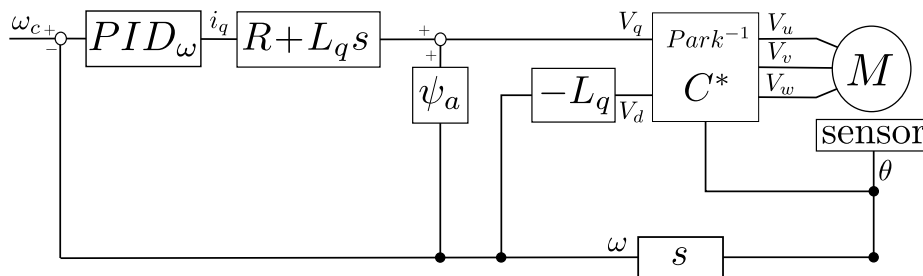 ω_c + − PID_ω i_q R+L_q s + + V_q Park⁻¹ C* V_u V_v V_w M
ψ_a −L_q V_d
sensor
θ
ω s